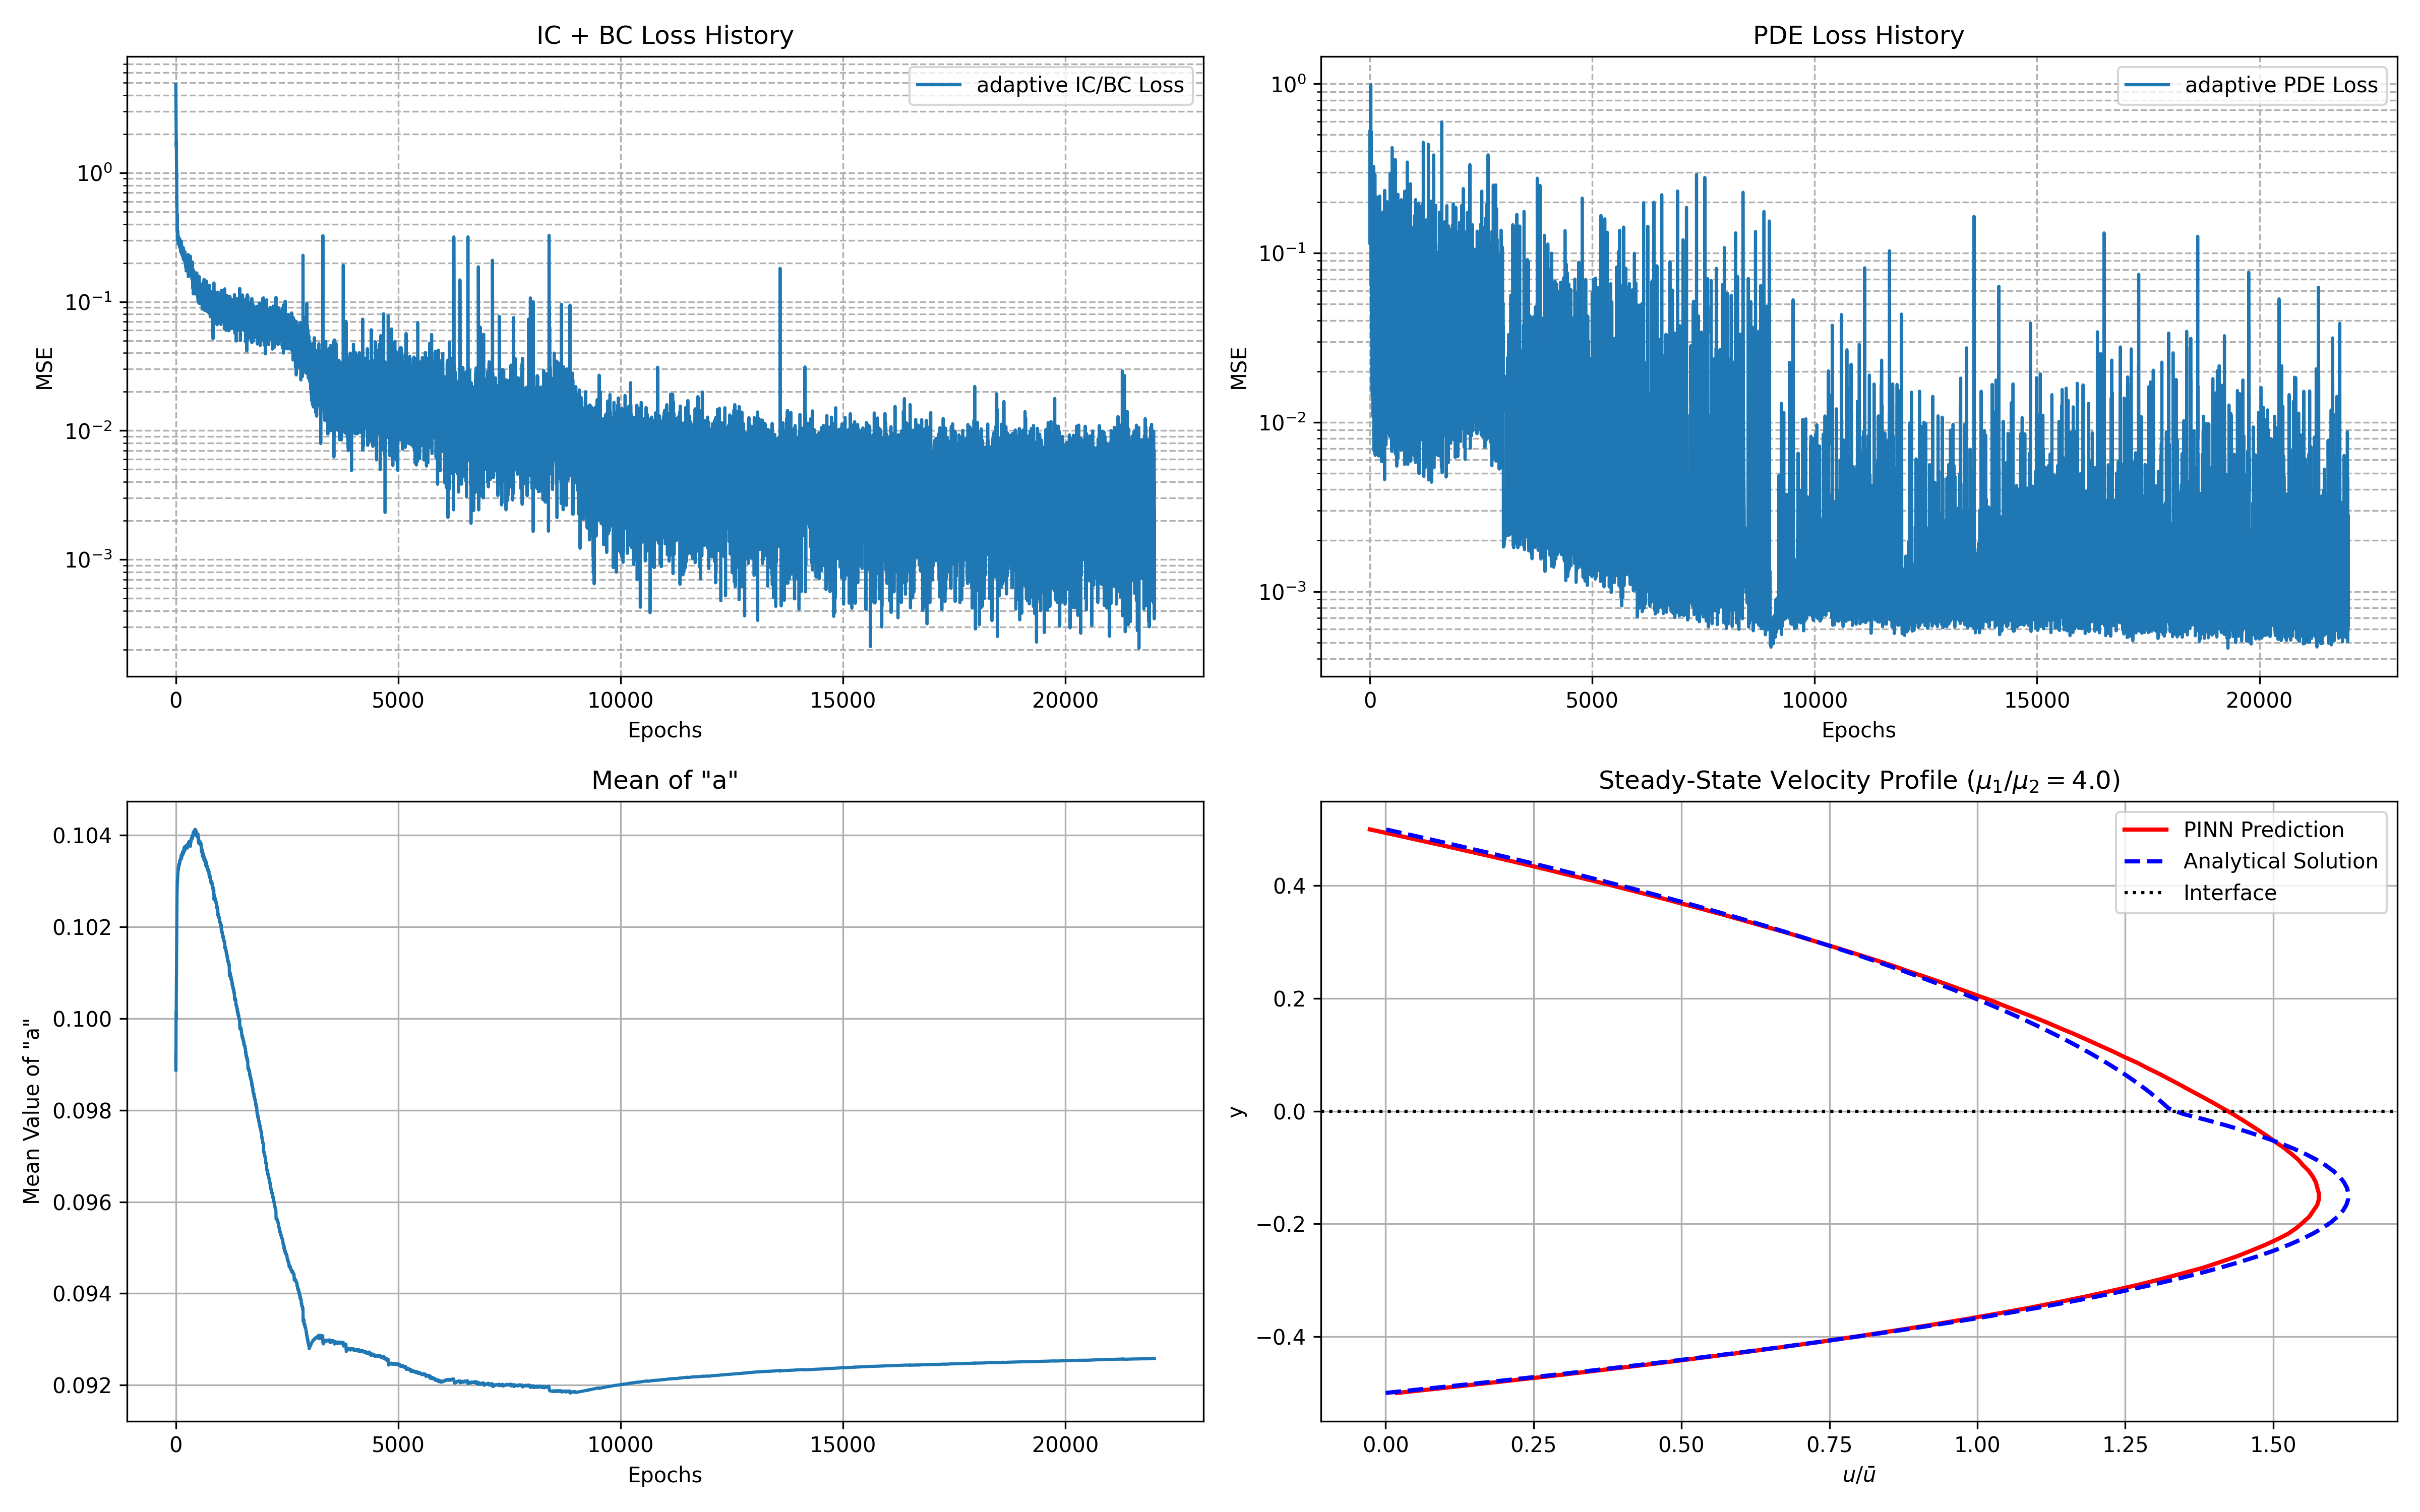 IC + BC Loss History
adaptive IC/BC Loss
10⁰
10⁻¹
10⁻²
10⁻³
MSE
0
5000
10000
15000
20000
Epochs
PDE Loss History
adaptive PDE Loss
10⁰
10⁻¹
10⁻²
10⁻³
MSE
0
5000
10000
15000
20000
Epochs
Mean of "a"
0.104
0.102
0.100
0.098
0.096
0.094
0.092
Mean Value of "a"
0
5000
10000
15000
20000
Epochs
Steady-State Velocity Profile (μ₁/μ₂ = 4.0)
PINN Prediction
Analytical Solution
Interface
0.4
0.2
0.0
−0.2
−0.4
y
0.00
0.25
0.50
0.75
1.00
1.25
1.50
u/ū